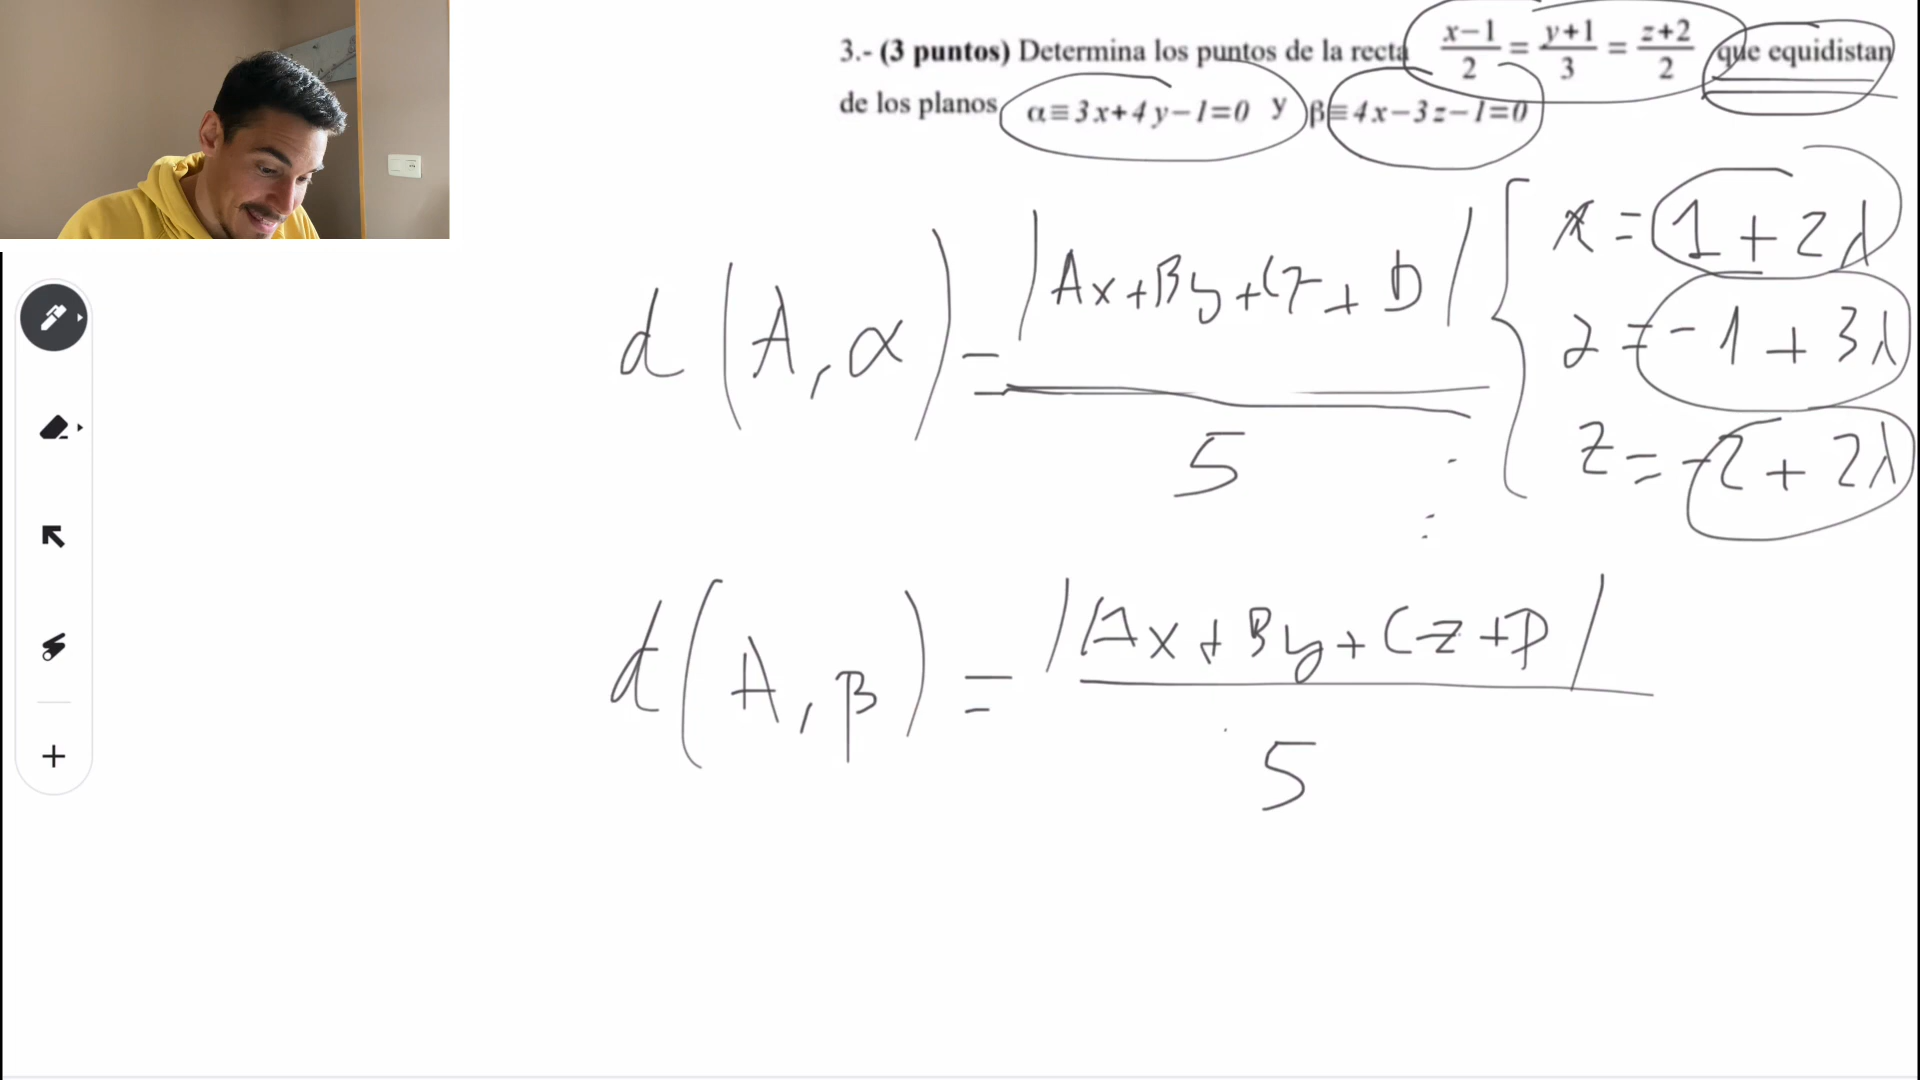 3.- (3 puntos) Determina los puntos de la recta x−1/2 = y+1/3 = z+2/2 que equidistan
de los planos α≡3x+4y−1=0 y β≡4x−3z−1=0
x = 1 + 2λ
d(A, α) = |Ax+By+Cz+D| / 5
2 = -1 + 3λ
z = -2 + 2λ
d(A, β) = |Ax+By+Cz+D| / 5